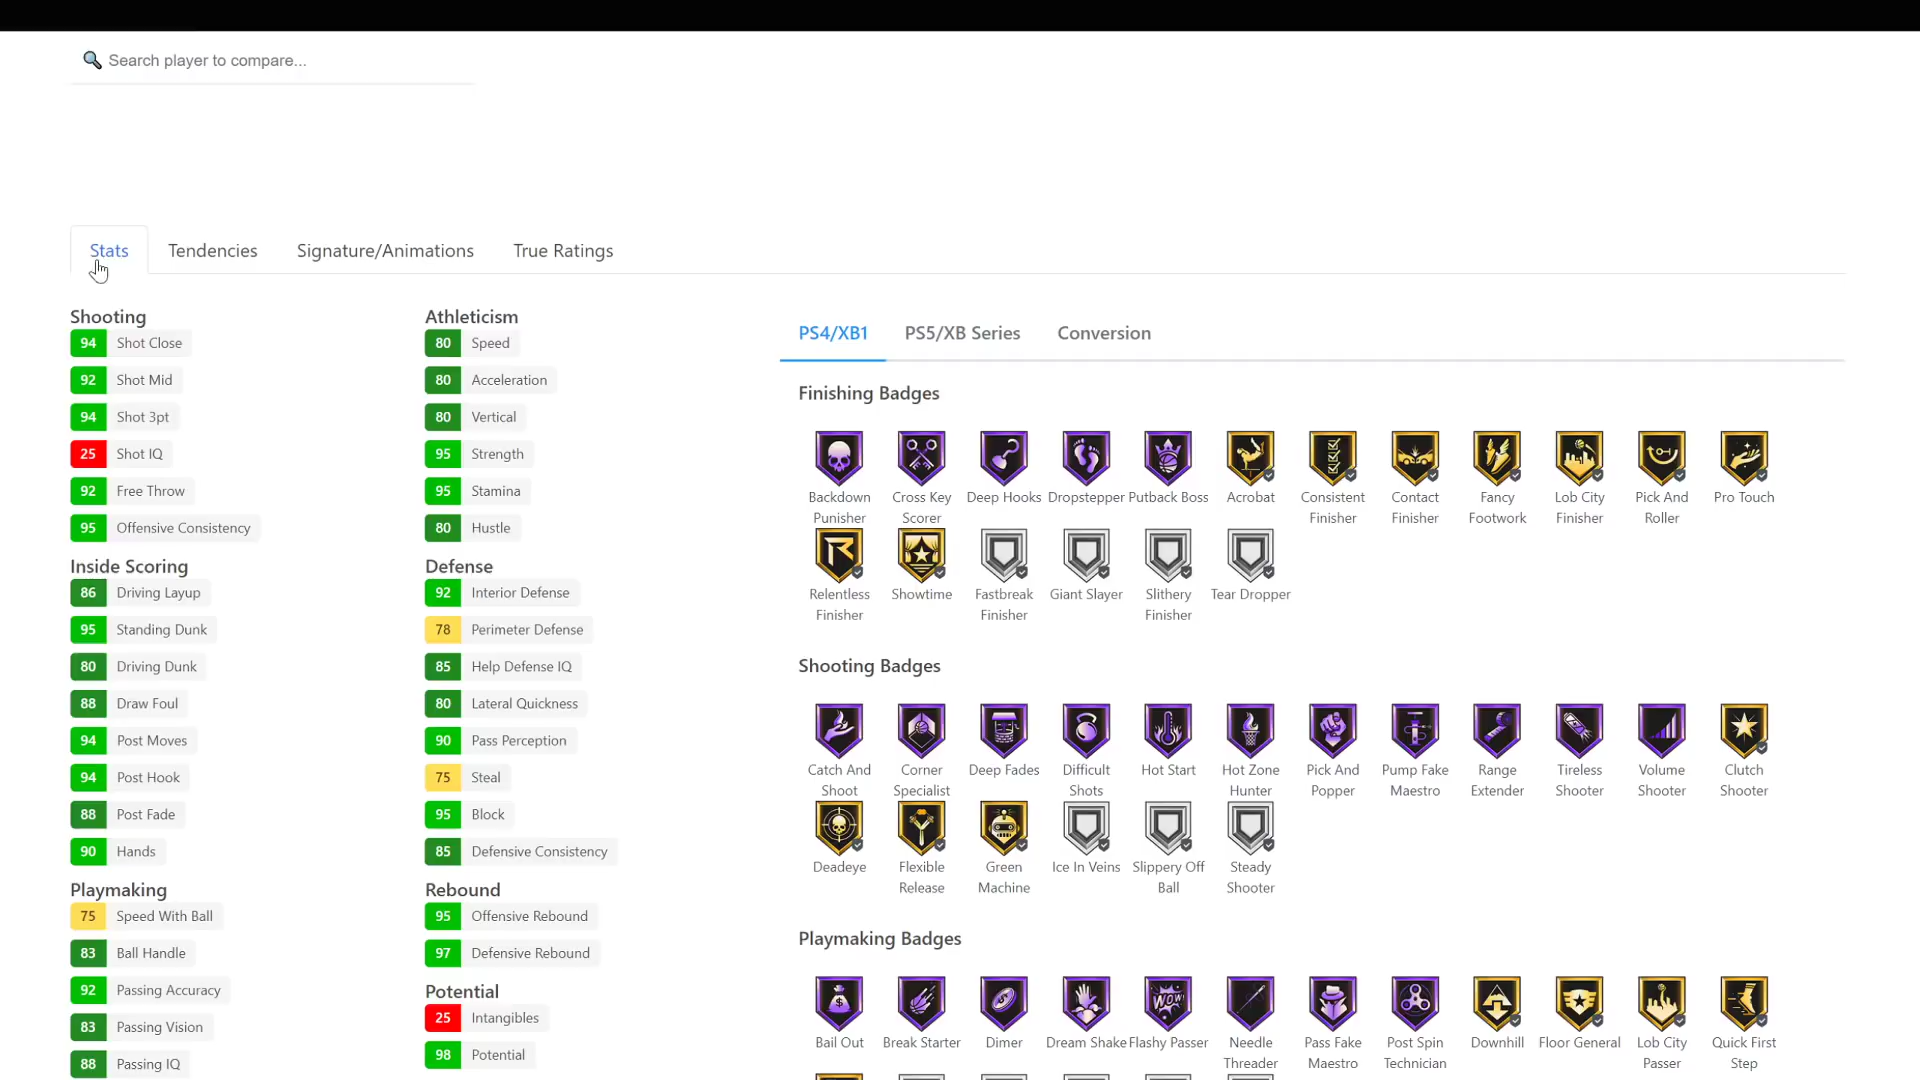 Search player to compare...
Stats Tendencies Signature/Animations True Ratings
Shooting
94 Shot Close
92 Shot Mid
94 Shot 3pt
25 Shot IQ
92 Free Throw
95 Offensive Consistency
Inside Scoring
86 Driving Layup
95 Standing Dunk
80 Driving Dunk
88 Draw Foul
94 Post Moves
94 Post Hook
88 Post Fade
90 Hands
Playmaking
75 Speed With Ball
83 Ball Handle
92 Passing Accuracy
83 Passing Vision
88 Passing IQ
Athleticism
80 Speed
80 Acceleration
80 Vertical
95 Strength
95 Stamina
80 Hustle
Defense
92 Interior Defense
78 Perimeter Defense
85 Help Defense IQ
80 Lateral Quickness
90 Pass Perception
75 Steal
95 Block
85 Defensive Consistency
Rebound
95 Offensive Rebound
97 Defensive Rebound
Potential
25 Intangibles
98 Potential
PS4/XB1 PS5/XB Series Conversion
Finishing Badges
Backdown Cross Key Deep Hooks Dropstepper Putback Boss Acrobat Consistent Contact Fancy Lob City Pick And Pro Touch
Punisher Scorer Finisher Finisher Footwork Finisher Roller
Relentless Showtime Fastbreak Giant Slayer Slithery Tear Dropper
Finisher Finisher Finisher
Shooting Badges
Catch And Corner Deep Fades Difficult Hot Start Hot Zone Pick And Pump Fake Range Tireless Volume Clutch
Shoot Specialist Shots Hunter Popper Maestro Extender Shooter Shooter Shooter
Deadeye Flexible Green Ice In Veins Slippery Off Steady
Release Machine Ball Shooter
Playmaking Badges
WOW!
Bail Out Break Starter Dimer Dream Shake Flashy Passer Needle Pass Fake Post Spin Downhill Floor General Lob City Quick First
Threader Maestro Technician Passer Step